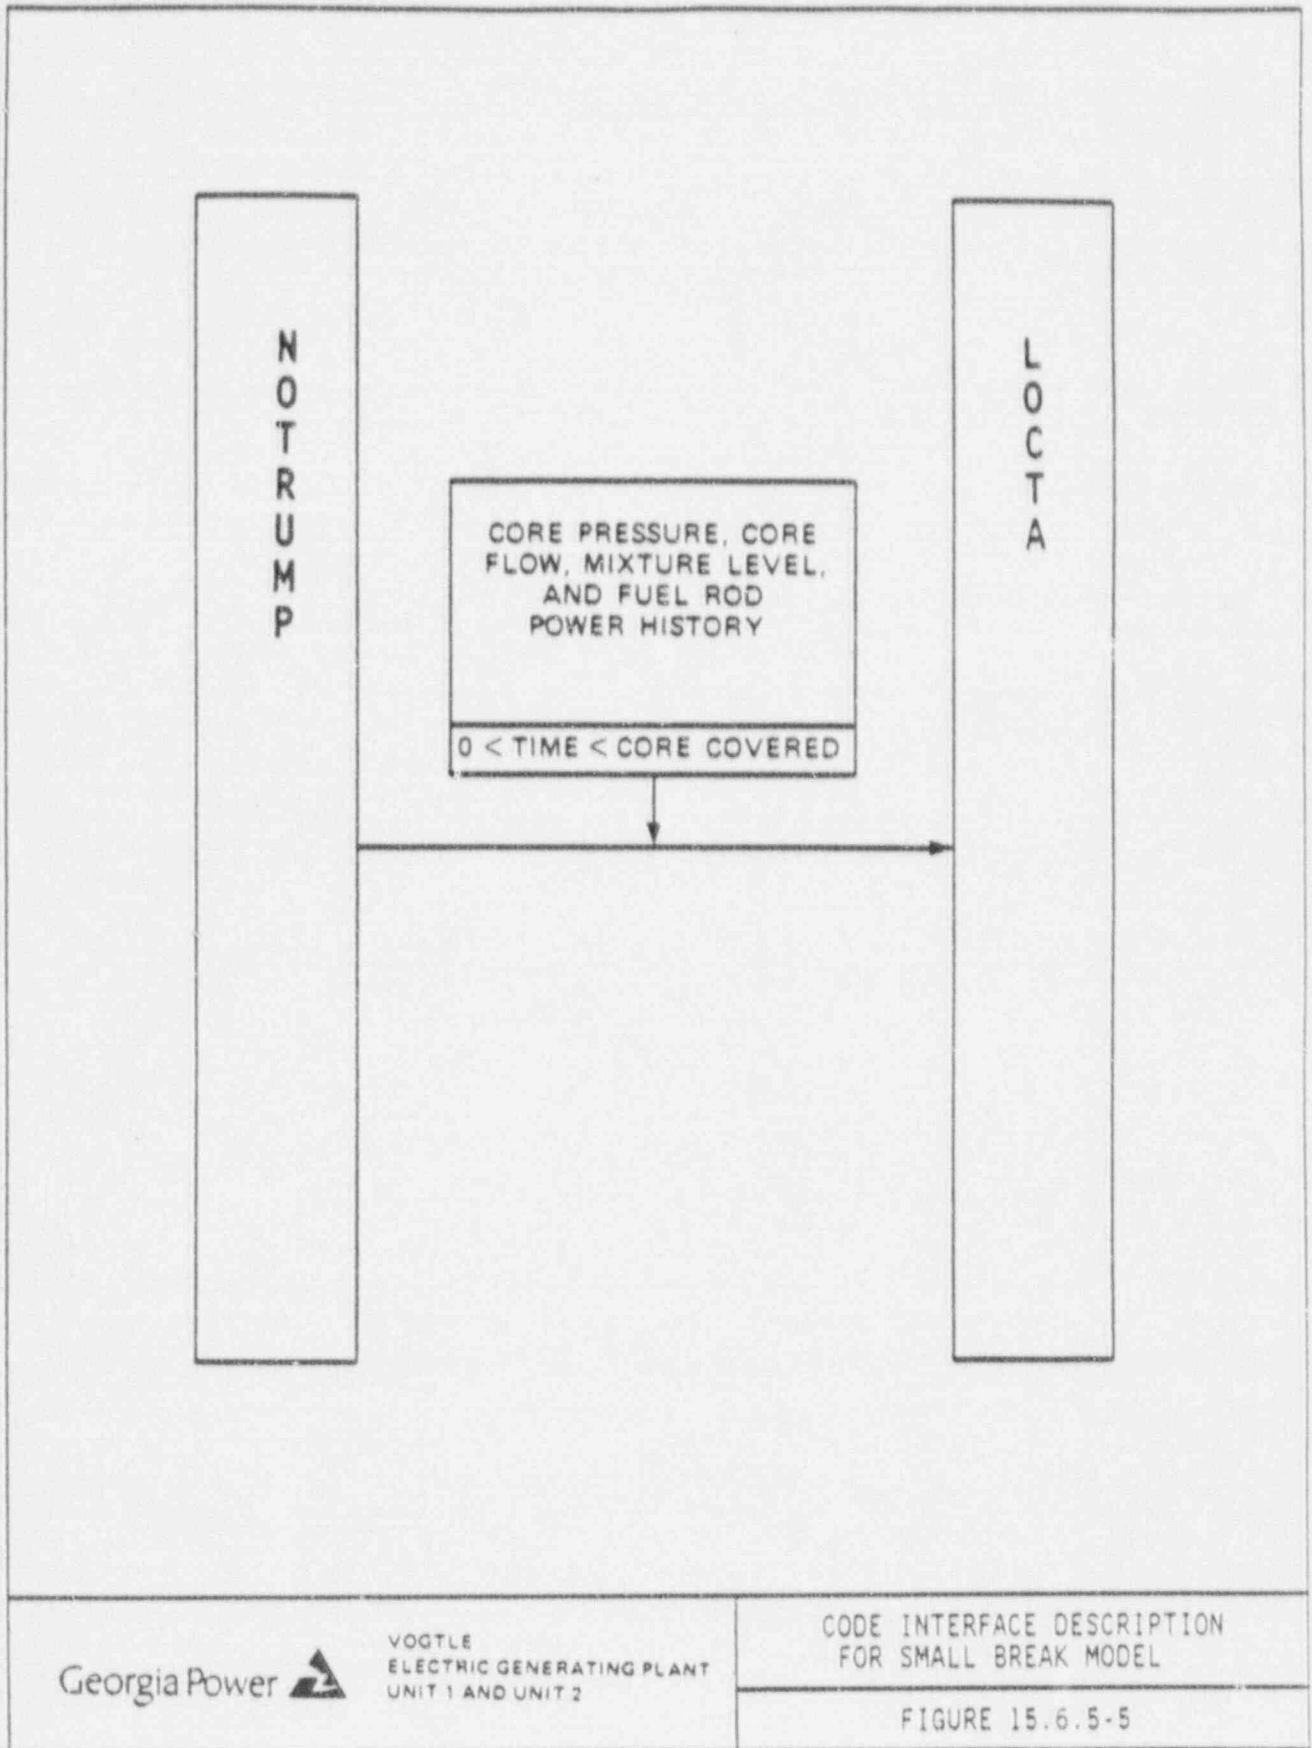 NOTRUMP
CORE PRESSURE, CORE
FLOW, MIXTURE LEVEL,
AND FUEL ROD
POWER HISTORY
0 < TIME < CORE COVERED
LOCTA
Georgia Power
VOGTLE
ELECTRIC GENERATING PLANT
UNIT 1 AND UNIT 2
CODE INTERFACE DESCRIPTION
FOR SMALL BREAK MODEL
FIGURE 15.6.5-5